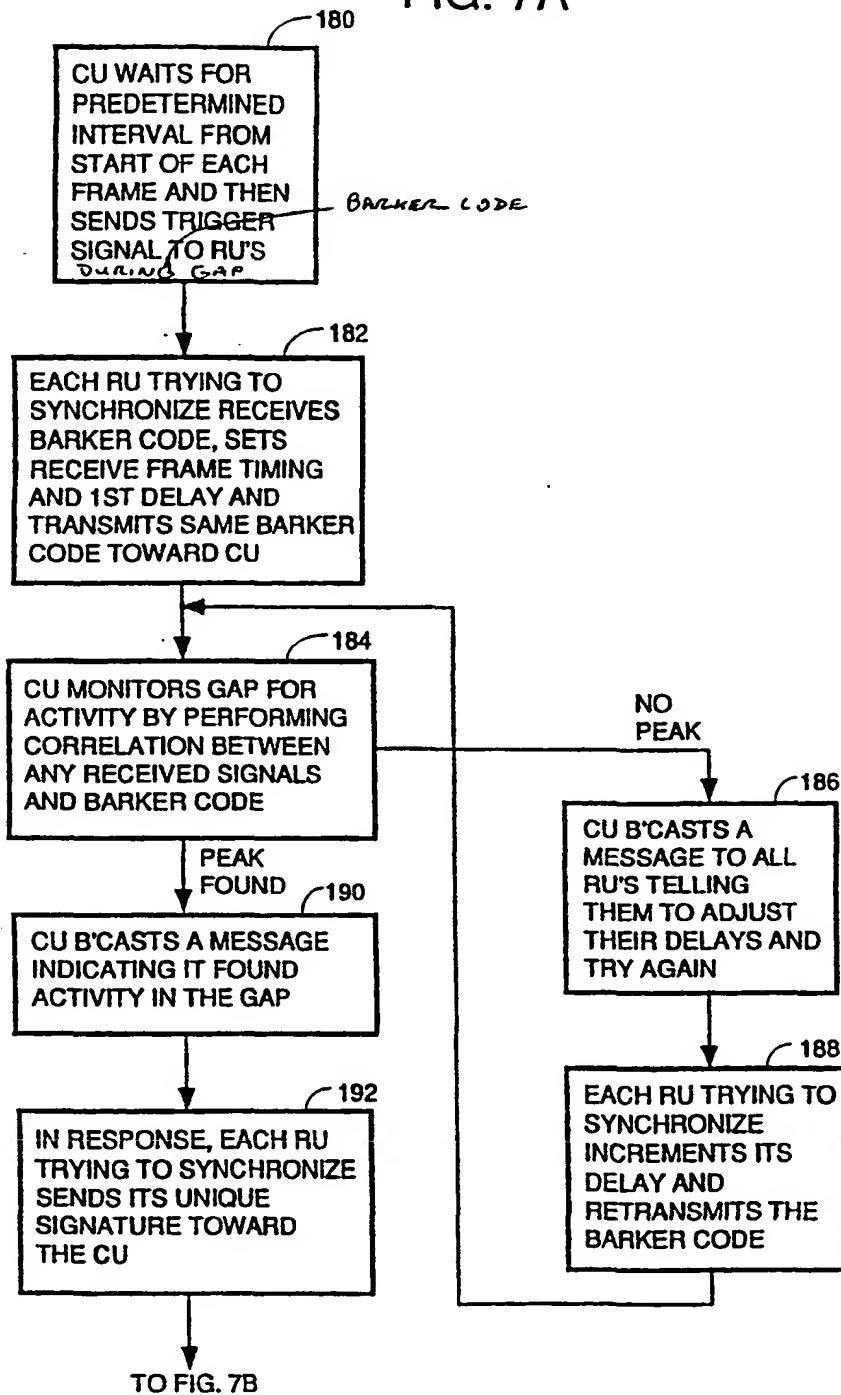 FIG. 7A
180
CU WAITS FOR
PREDETERMINED
INTERVAL FROM
START OF EACH
FRAME AND THEN
SENDS TRIGGER
SIGNAL TO RU'S
DURING GAP
BARKER CODE
182
EACH RU TRYING TO
SYNCHRONIZE RECEIVES
BARKER CODE, SETS
RECEIVE FRAME TIMING
AND 1ST DELAY AND
TRANSMITS SAME BARKER
CODE TOWARD CU
184
CU MONITORS GAP FOR
ACTIVITY BY PERFORMING
CORRELATION BETWEEN
ANY RECEIVED SIGNALS
AND BARKER CODE
NO
PEAK
186
CU B'CASTS A
MESSAGE TO ALL
RU'S TELLING
THEM TO ADJUST
THEIR DELAYS AND
TRY AGAIN
188
EACH RU TRYING TO
SYNCHRONIZE
INCREMENTS ITS
DELAY AND
RETRANSMITS THE
BARKER CODE
PEAK
FOUND
190
CU B'CASTS A MESSAGE
INDICATING IT FOUND
ACTIVITY IN THE GAP
192
IN RESPONSE, EACH RU
TRYING TO SYNCHRONIZE
SENDS ITS UNIQUE
SIGNATURE TOWARD
THE CU
TO FIG. 7B